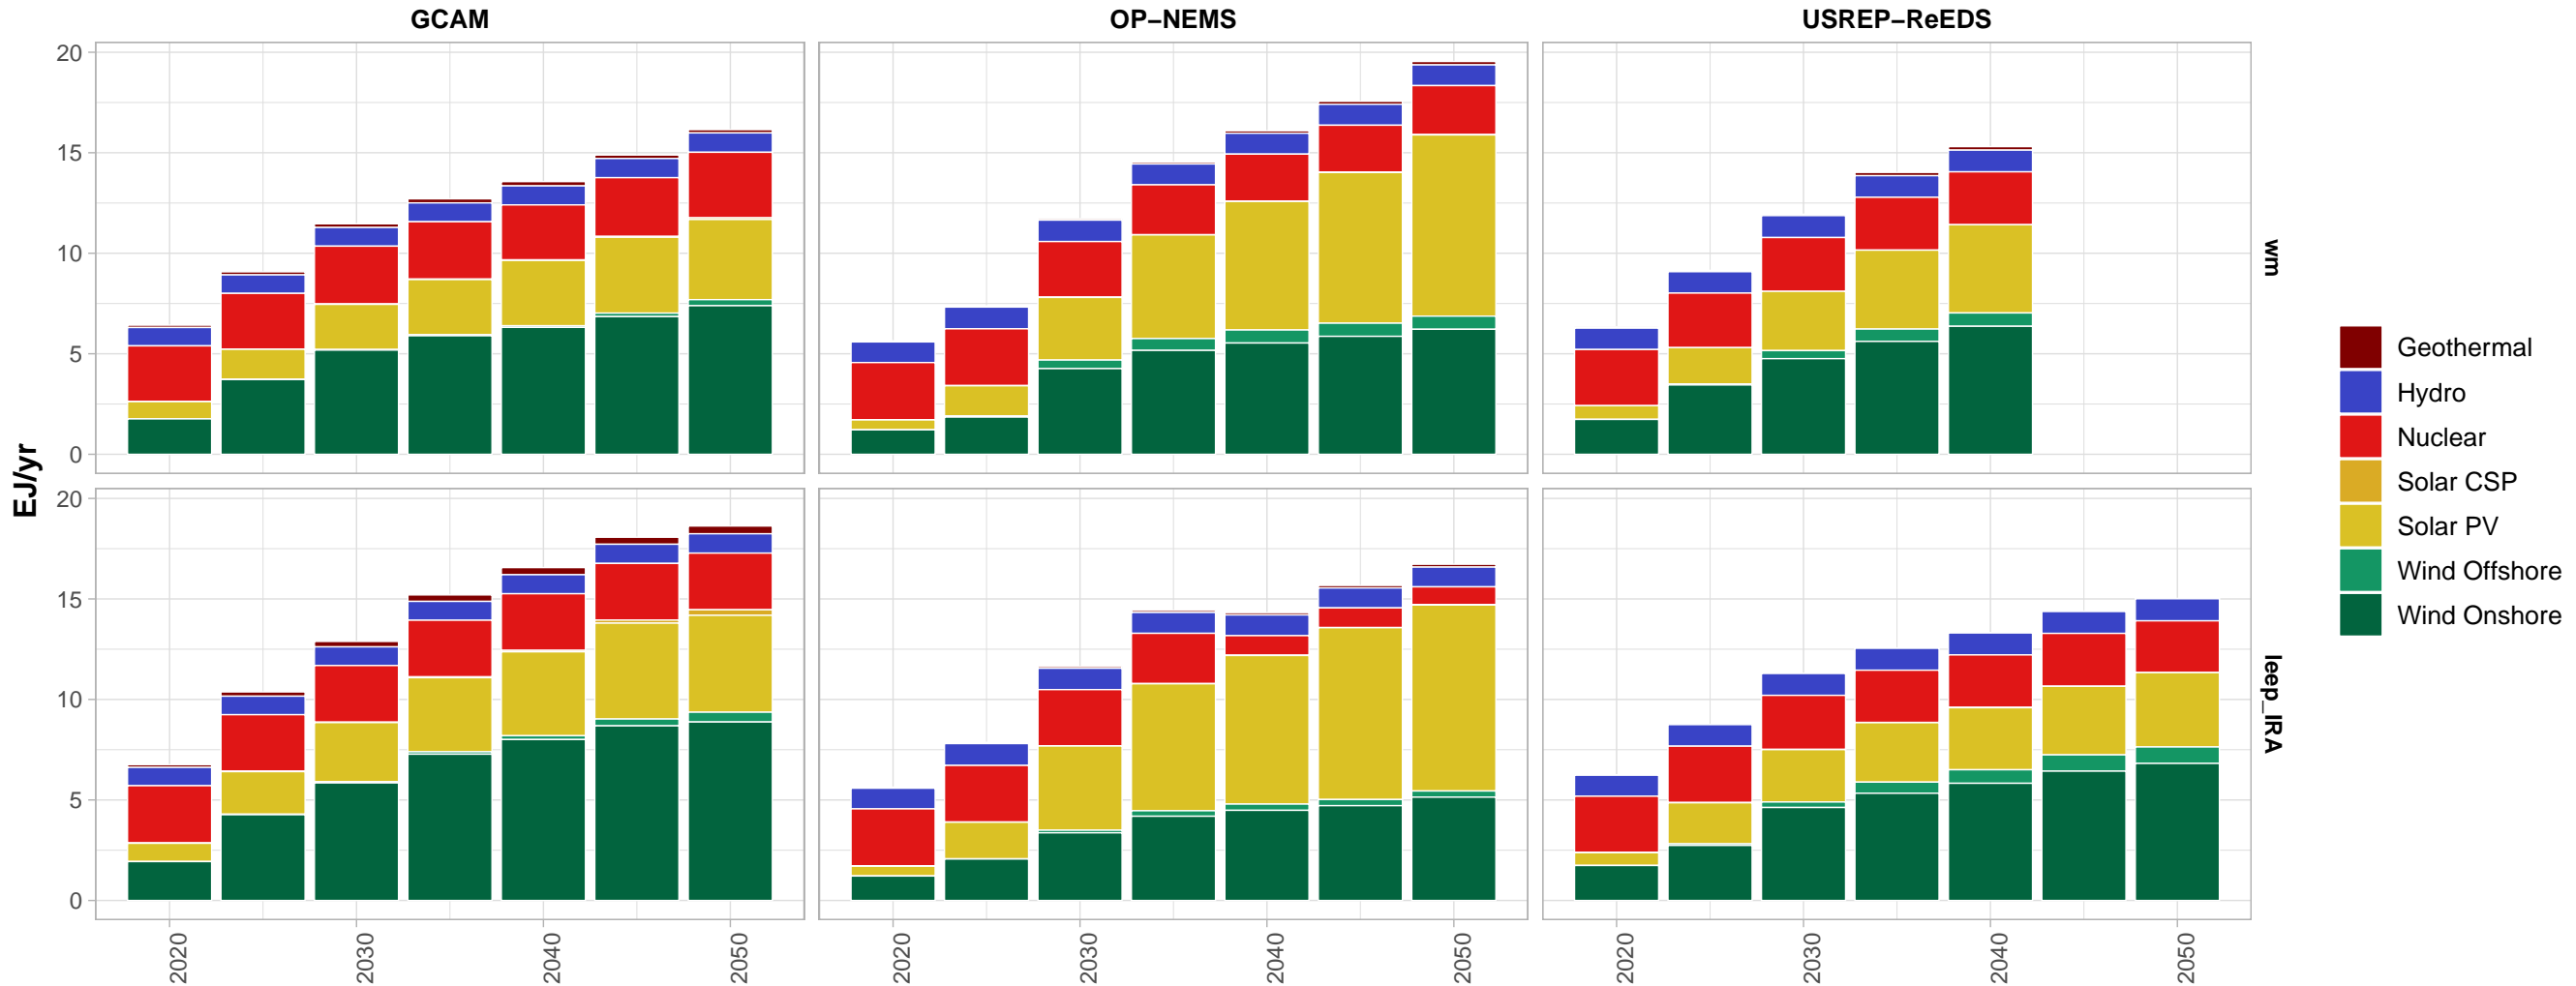 GCAM
OP–NEMS
USREP–ReEDS
EJ/yr
20
15
10
5
0
wm
20
15
10
5
0
leep_IRA
2020
2030
2040
2050
2020
2030
2040
2050
2020
2030
2040
2050
Geothermal
Hydro
Nuclear
Solar CSP
Solar PV
Wind Offshore
Wind Onshore